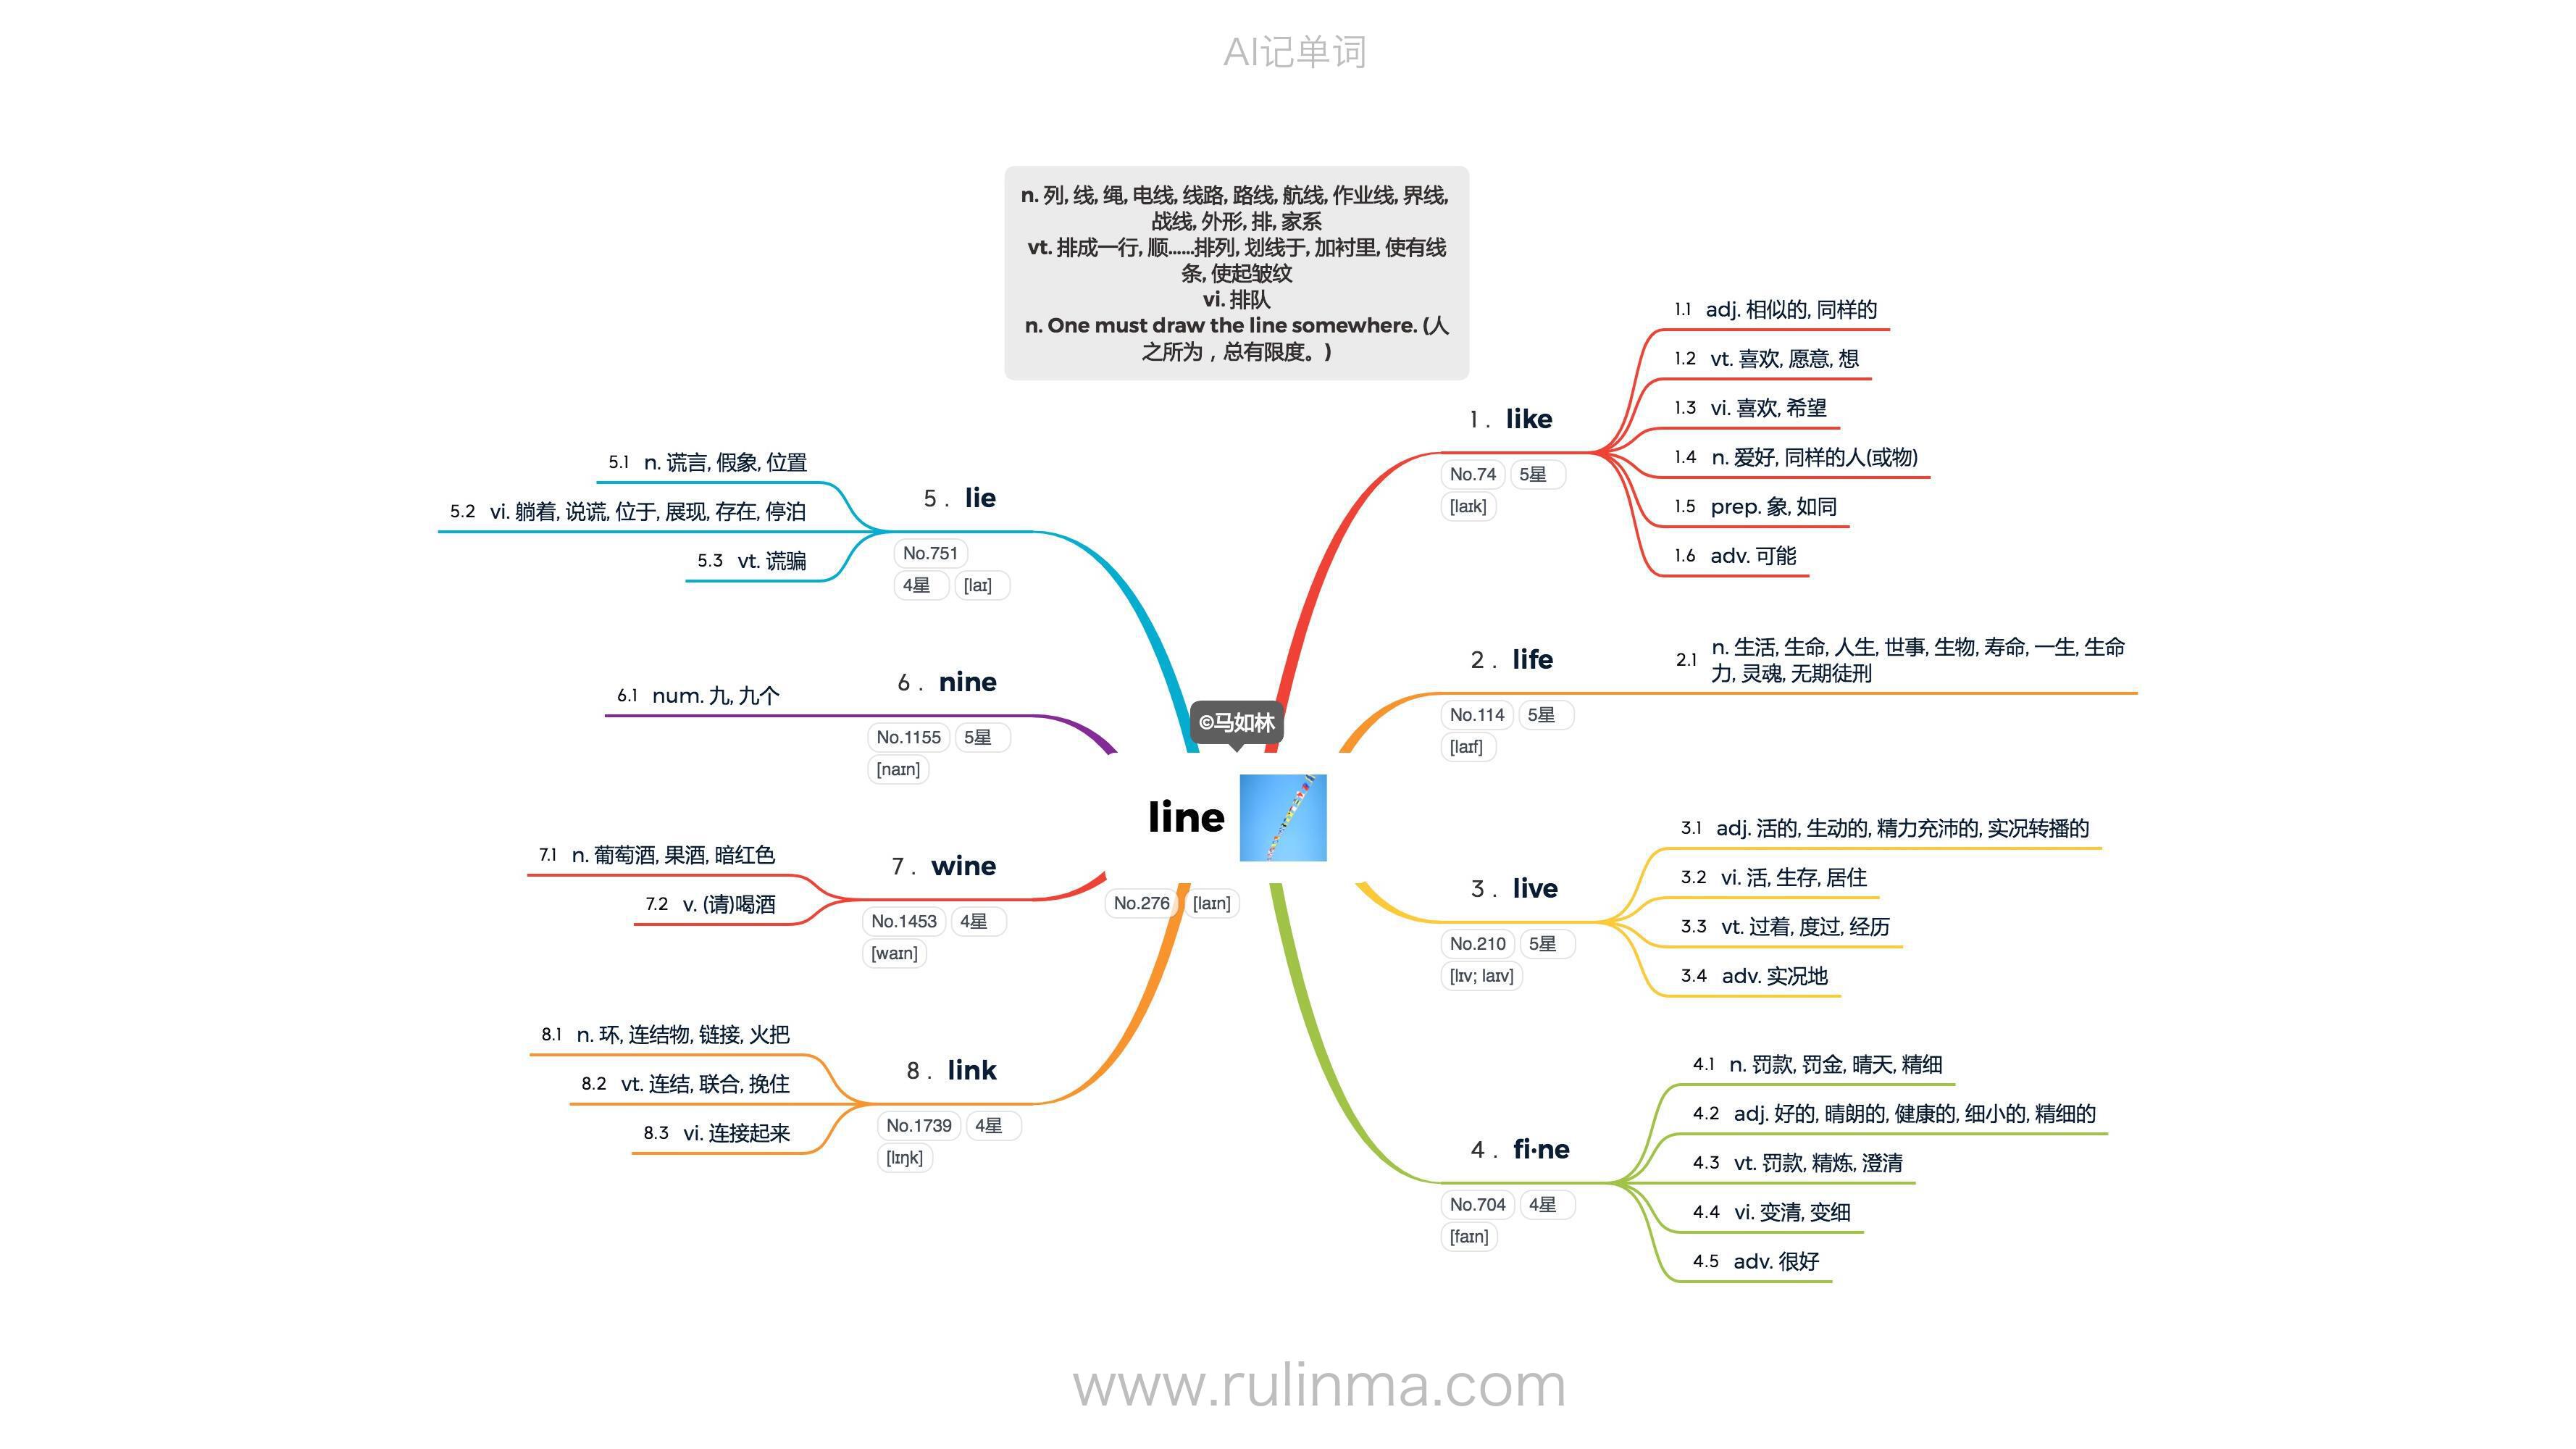 AI记单词
n. 列, 线, 绳, 电线, 线路, 路线, 航线, 作业线, 界线,
战线, 外形, 排, 家系
vt. 排成一行, 顺......排列, 划线于, 加衬里, 使有线
条, 使起皱纹
vi. 排队
n. One must draw the line somewhere. (人
之所为，总有限度。)
©马如林
line
No.276 [laɪn]
1 . like
No.74 5星
[laɪk]
1.1 adj. 相似的, 同样的
1.2 vt. 喜欢, 愿意, 想
1.3 vi. 喜欢, 希望
1.4 n. 爱好, 同样的人(或物)
1.5 prep. 象, 如同
1.6 adv. 可能
2 . life
No.114 5星
[laɪf]
2.1 n. 生活, 生命, 人生, 世事, 生物, 寿命, 一生, 生命
力, 灵魂, 无期徒刑
3 . live
No.210 5星
[lɪv; laɪv]
3.1 adj. 活的, 生动的, 精力充沛的, 实况转播的
3.2 vi. 活, 生存, 居住
3.3 vt. 过着, 度过, 经历
3.4 adv. 实况地
4 . fi·ne
No.704 4星
[faɪn]
4.1 n. 罚款, 罚金, 晴天, 精细
4.2 adj. 好的, 晴朗的, 健康的, 细小的, 精细的
4.3 vt. 罚款, 精炼, 澄清
4.4 vi. 变清, 变细
4.5 adv. 很好
5 . lie
No.751
4星 [laɪ]
5.1 n. 谎言, 假象, 位置
5.2 vi. 躺着, 说谎, 位于, 展现, 存在, 停泊
5.3 vt. 谎骗
6 . nine
No.1155 5星
[naɪn]
6.1 num. 九, 九个
7 . wine
No.1453 4星
[waɪn]
7.1 n. 葡萄酒, 果酒, 暗红色
7.2 v. (请)喝酒
8 . link
No.1739 4星
[lɪŋk]
8.1 n. 环, 连结物, 链接, 火把
8.2 vt. 连结, 联合, 挽住
8.3 vi. 连接起来
www.rulinma.com